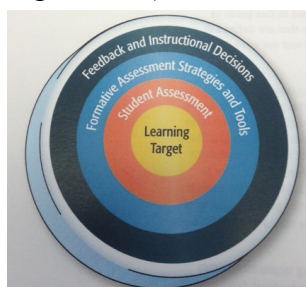 Feedback and Instructional Decisions
Formative Assessment Strategies and Tools
Student Assessment
Learning
Target